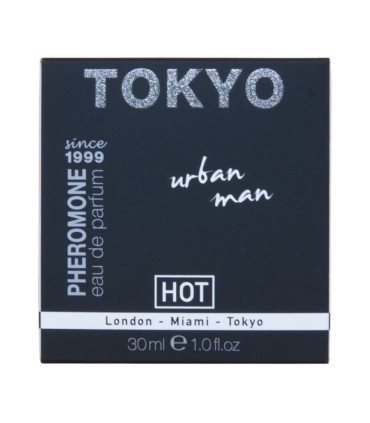 TOKYO
since
1999
PHEROMONE
eau de parfum
urban
man
HOT
London - Miami - Tokyo
30ml ℮ 1.0fl.oz